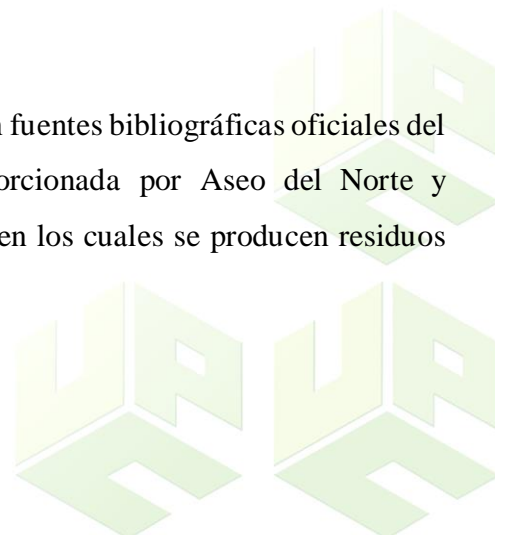 fuentes bibliográficas oficiales del
orcionada por Aseo del Norte y
en los cuales se producen residuos